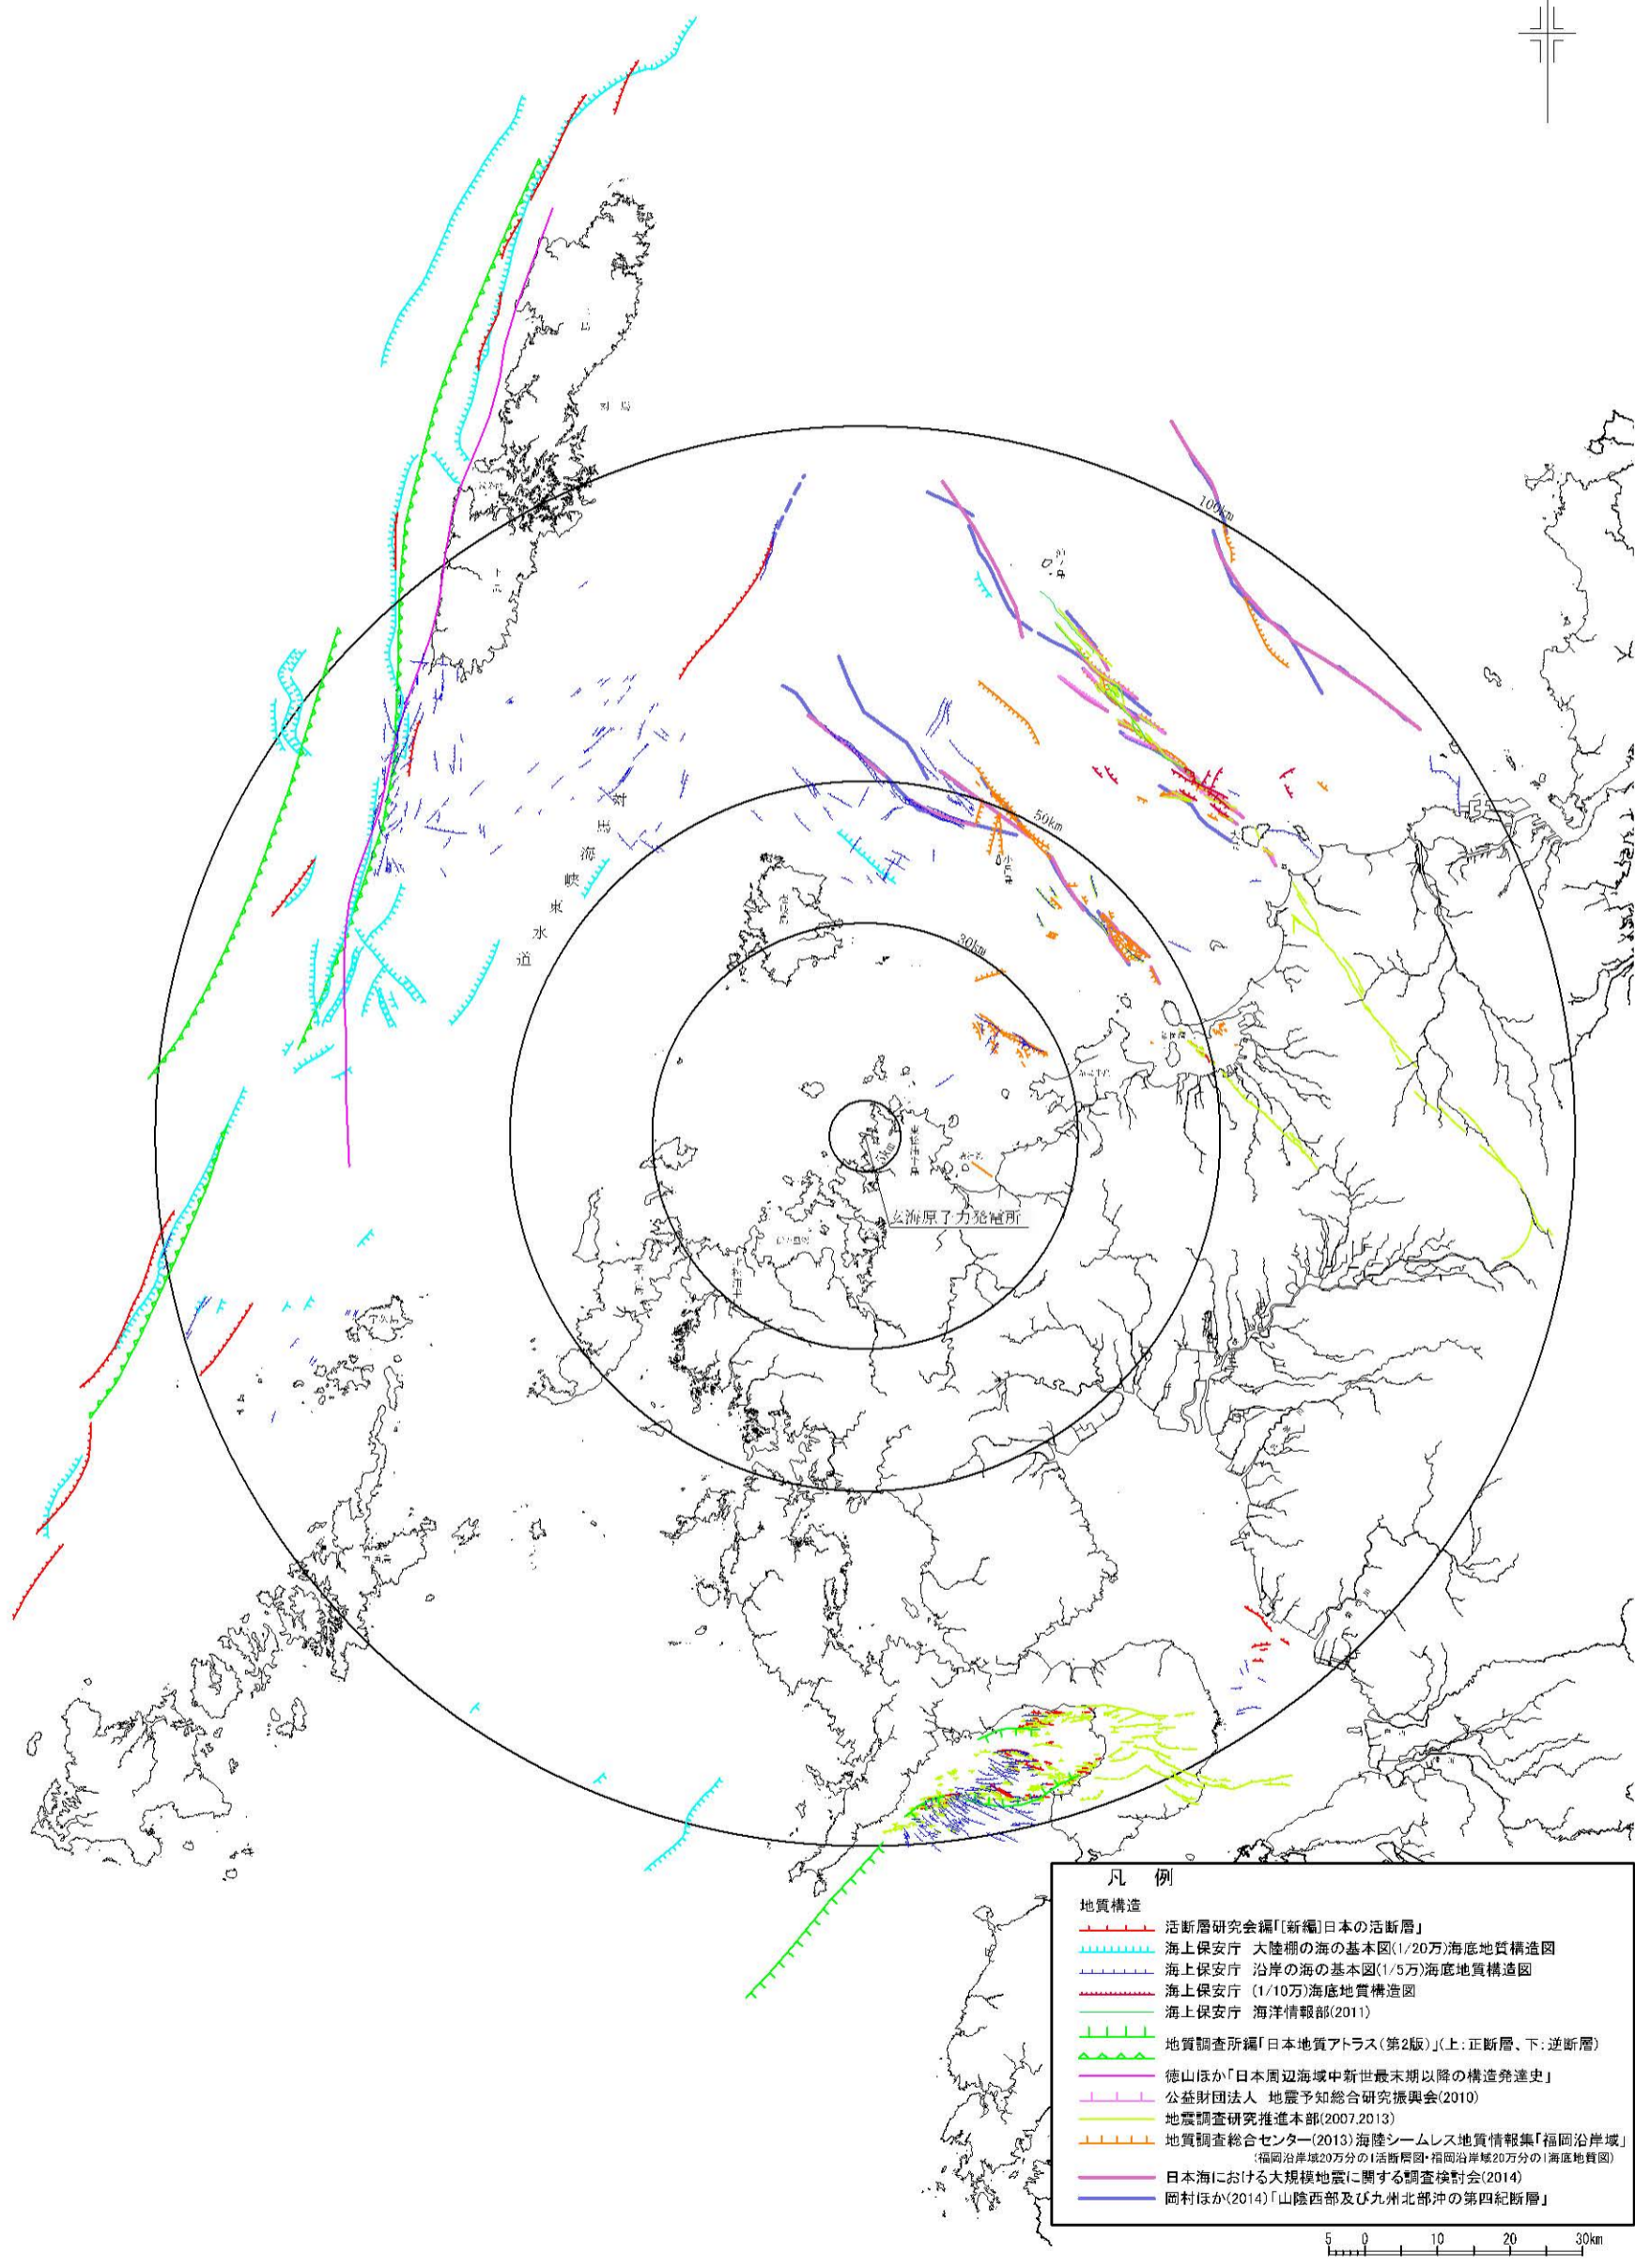 100km
50km
30km
5km
小呂島
対
馬
海
峡
東
水
道
玄海原子力発電所
凡 例
地質構造
活断層研究会編「[新編]日本の活断層」
海上保安庁 大陸棚の海の基本図(1/20万)海底地質構造図
海上保安庁 沿岸の海の基本図(1/5万)海底地質構造図
海上保安庁 (1/10万)海底地質構造図
海上保安庁 海洋情報部(2011)
地質調査所編「日本地質アトラス(第2版)」(上:正断層、下:逆断層)
徳山ほか「日本周辺海域中新世最末期以降の構造発達史」
公益財団法人 地震予知総合研究振興会(2010)
地震調査研究推進本部(2007,2013)
地質調査総合センター(2013)海陸シームレス地質情報集「福岡沿岸域」
(福岡沿岸域20万分の1活断層図・福岡沿岸域20万分の1海底地質図)
日本海における大規模地震に関する調査検討会(2014)
岡村ほか(2014)「山陰西部及び九州北部沖の第四紀断層」
5 0 10 20 30km